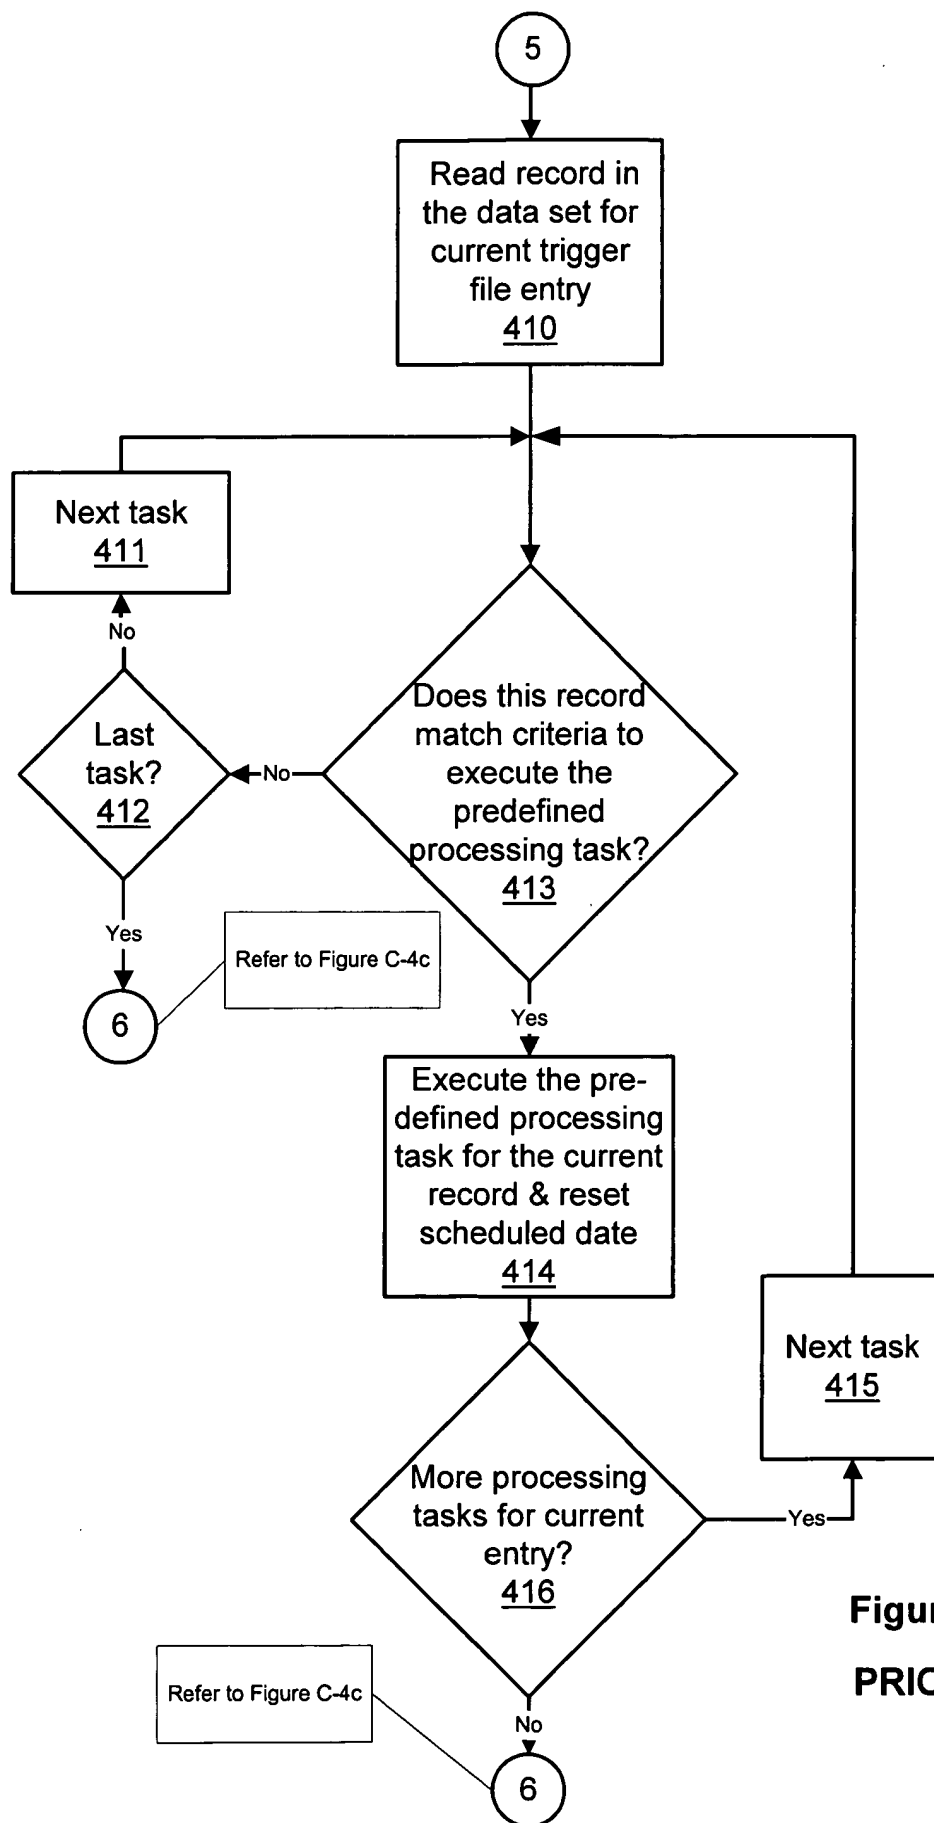 5
Read record in
the data set for
current trigger
file entry
410
Next task
411
No
Does this record
match criteria to
execute the
predefined
processing task?
413
Last
task?
412
No
Yes
Refer to Figure C-4c
6
Yes
Execute the pre-
defined processing
task for the current
record & reset
scheduled date
414
Next task
415
More processing
tasks for current
entry?
416
Yes
Refer to Figure C-4c
No
6